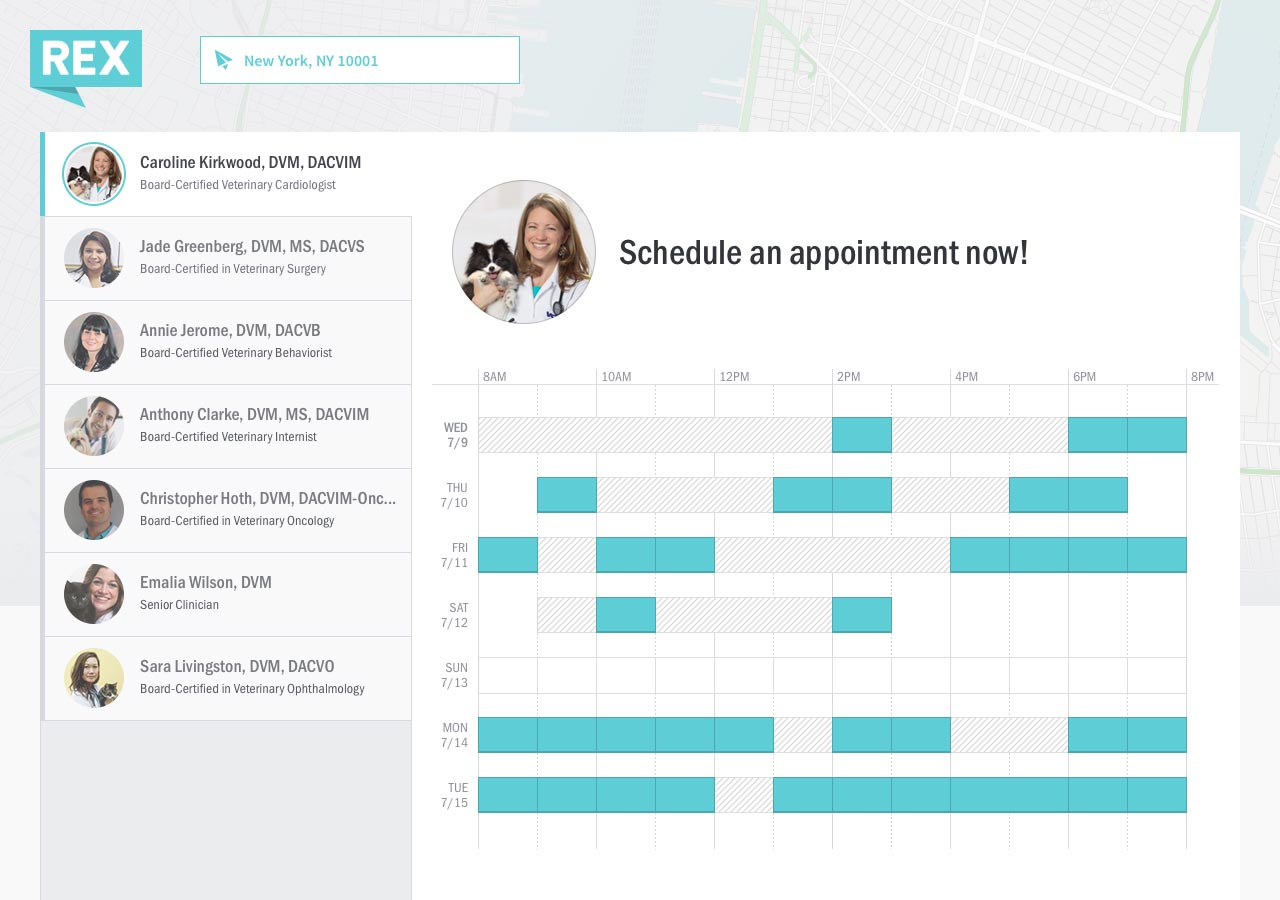 REX
New York, NY 10001
Caroline Kirkwood, DVM, DACVIM
Board-Certified Veterinary Cardiologist
Jade Greenberg, DVM, MS, DACVS
Board-Certified in Veterinary Surgery
Annie Jerome, DVM, DACVB
Board-Certified Veterinary Behaviorist
Anthony Clarke, DVM, MS, DACVIM
Board-Certified Veterinary Internist
Christopher Hoth, DVM, DACVIM-Onc...
Board-Certified in Veterinary Oncology
Emalia Wilson, DVM
Senior Clinician
Sara Livingston, DVM, DACVO
Board-Certified in Veterinary Ophthalmology
Schedule an appointment now!
8AM 10AM 12PM 2PM 4PM 6PM 8PM
WED
7/9
THU
7/10
FRI
7/11
SAT
7/12
SUN
7/13
MON
7/14
TUE
7/15